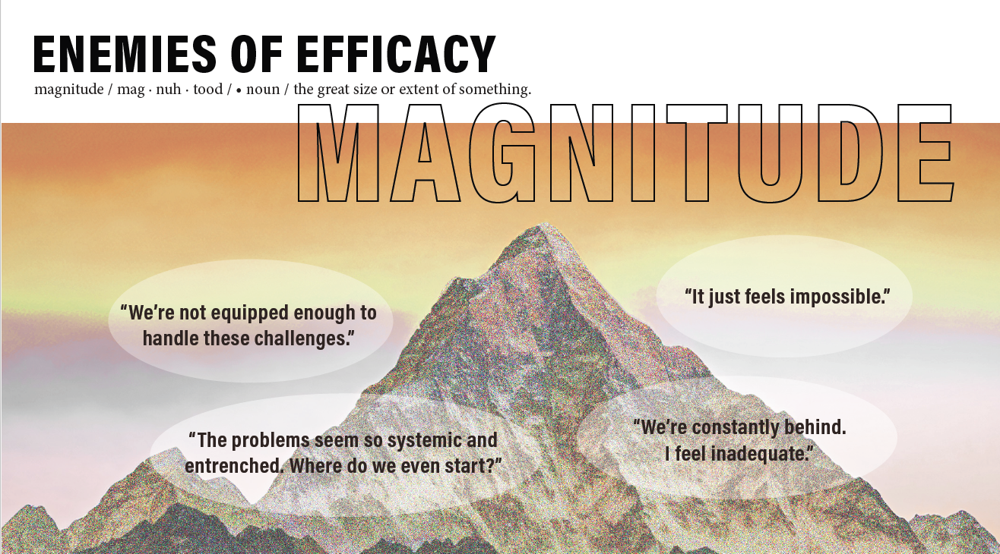 ENEMIES OF EFFICACY
magnitude / mag · nuh · tood / • noun / the great size or extent of something.
MAGNITUDE
“We’re not equipped enough to
handle these challenges.”
“It just feels impossible.”
“The problems seem so systemic and
entrenched. Where do we even start?”
“We’re constantly behind.
I feel inadequate.”